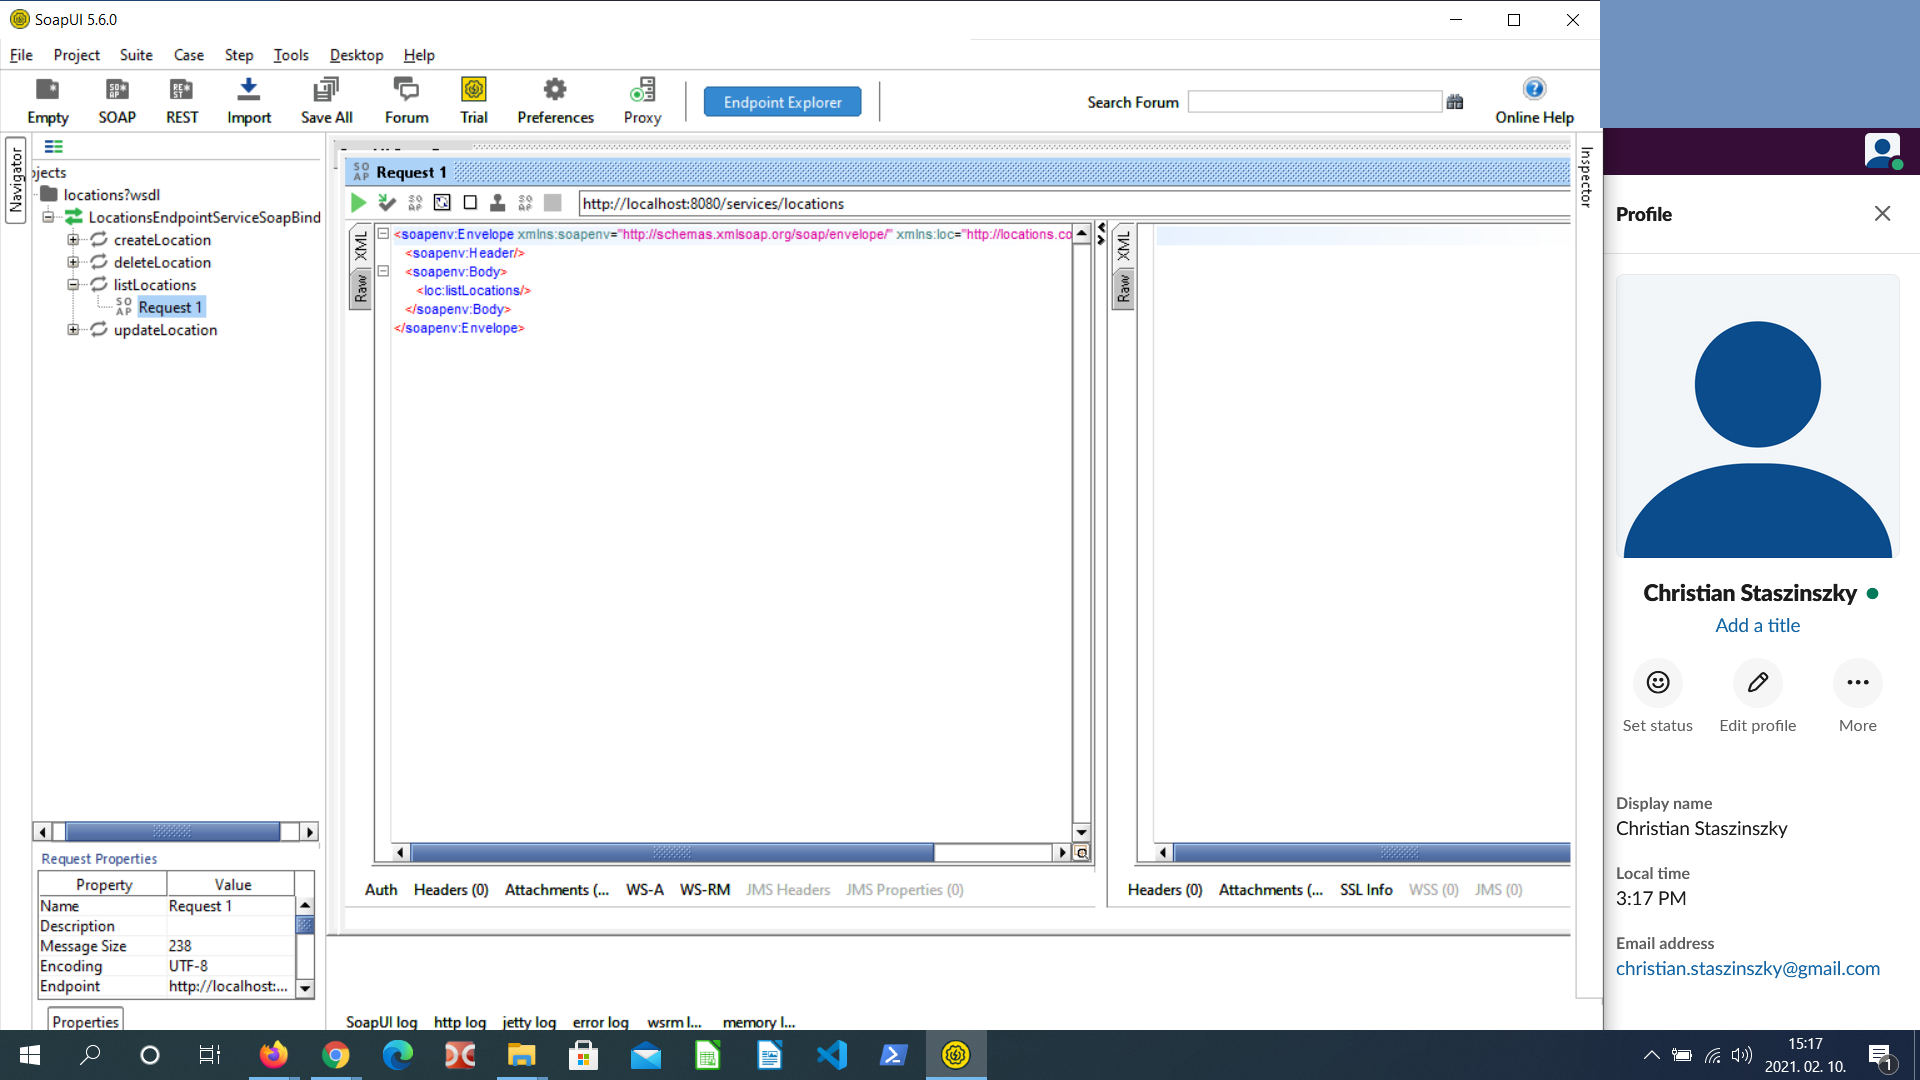 SoapUI 5.6.0
File Project Suite Case Step Tools Desktop Help
Empty SOAP REST Import Save All Forum Trial Preferences Proxy
Endpoint Explorer
Search Forum
Online Help
Navigator
ojects
locations?wsdl
LocationsEndpointServiceSoapBind
createLocation
deleteLocation
listLocations
SO AP Request 1
updateLocation
Request Properties
Property Value
Name Request 1
Description
Message Size 238
Encoding UTF-8
Endpoint http://localhost:...
Properties
SO AP Request 1
http://localhost:8080/services/locations
XML
Raw
<soapenv:Envelope xmlns:soapenv="http://schemas.xmlsoap.org/soap/envelope/" xmlns:loc="http://locations.co
<soapenv:Header/>
<soapenv:Body>
<loc:listLocations/>
</soapenv:Body>
</soapenv:Envelope>
Auth Headers (0) Attachments (... WS-A WS-RM JMS Headers JMS Properties (0)
XML
Raw
Headers (0) Attachments (... SSL Info WSS (0) JMS (0)
Inspector
SoapUI log http log jetty log error log wsrm l... memory l...
Profile
Christian Staszinszky
Add a title
Set status Edit profile More
Display name
Christian Staszinszky
Local time
3:17 PM
Email address
christian.staszinszky@gmail.com
15:17
2021. 02. 10.
1